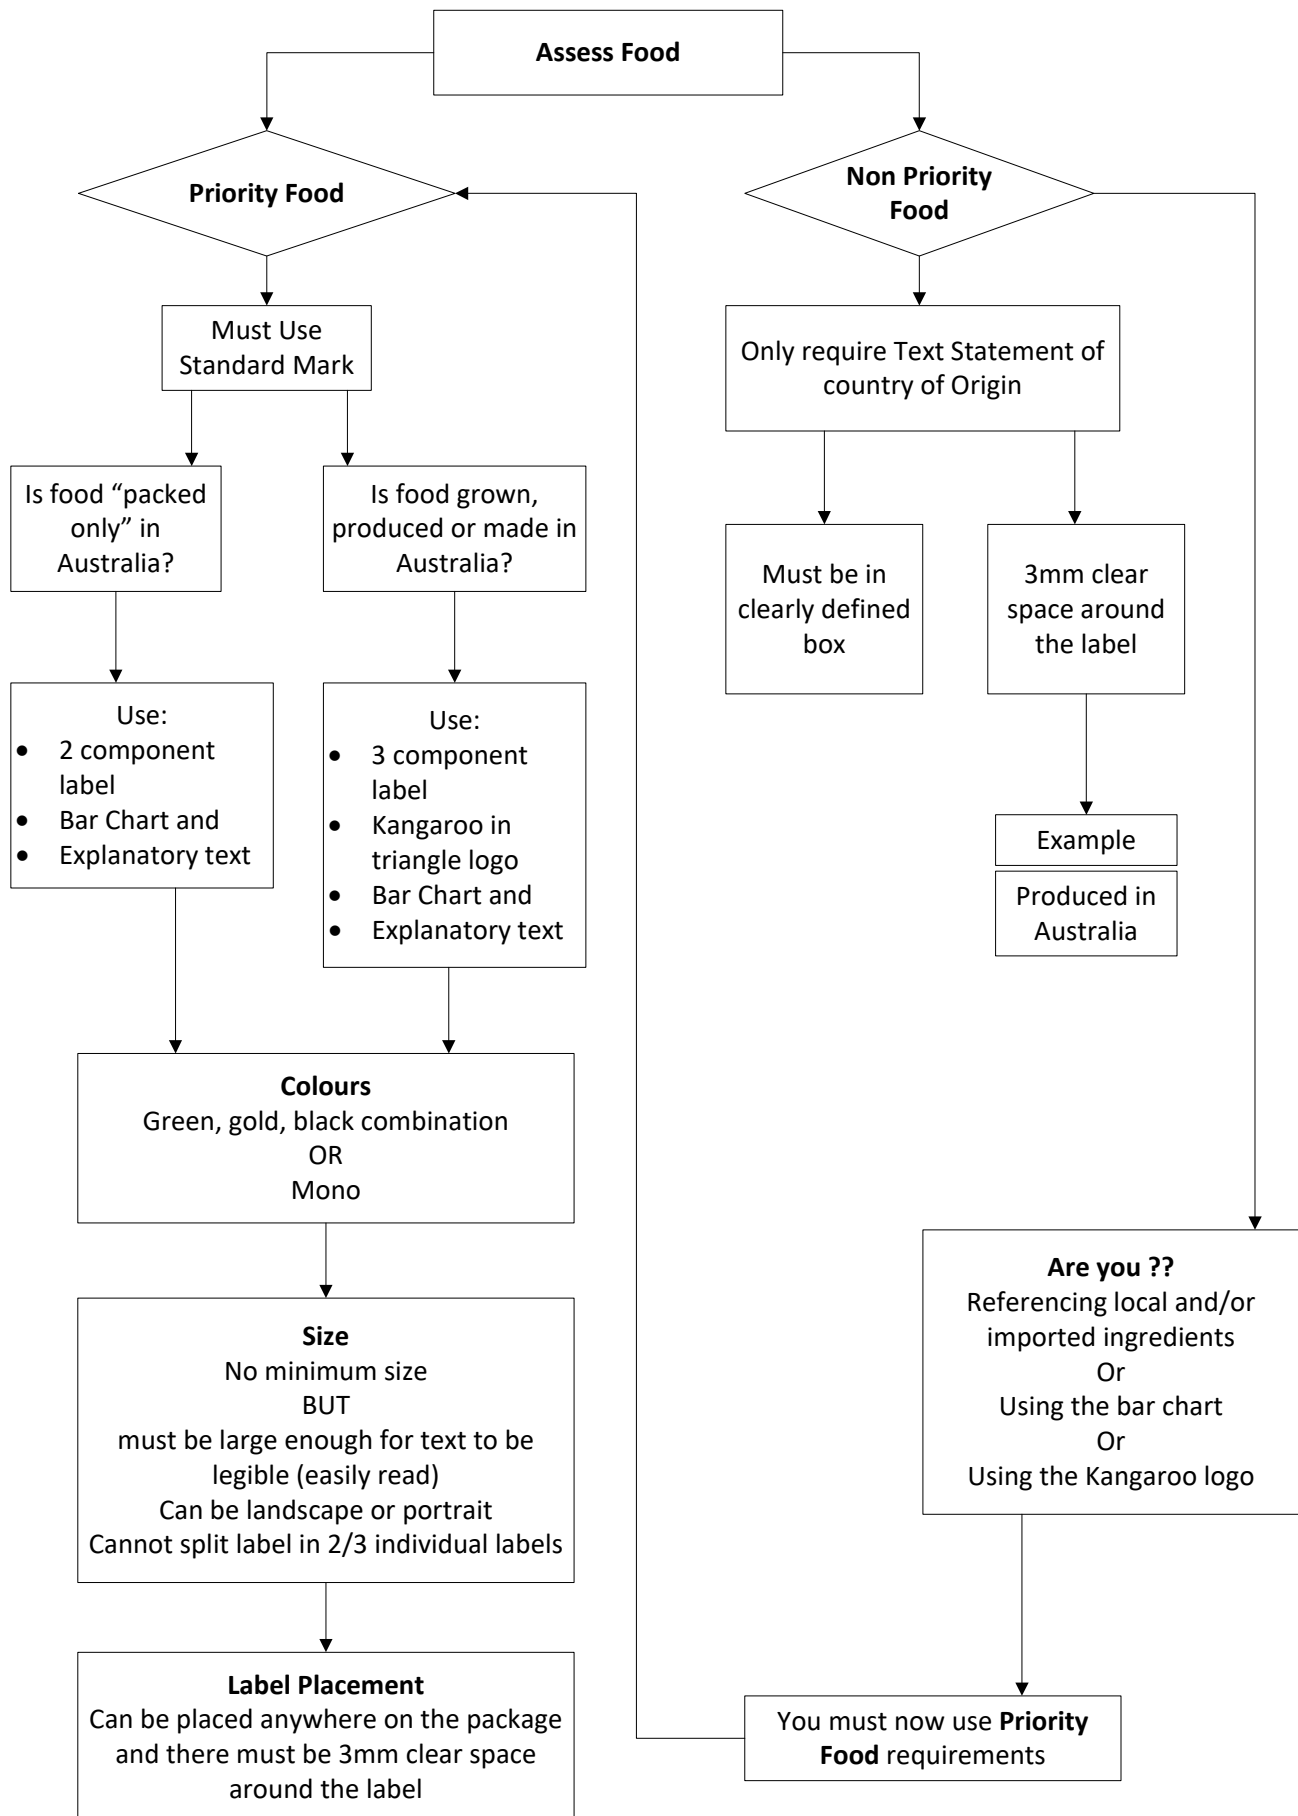 Assess Food
Priority Food
Non Priority
Food
Must Use
Standard Mark
Only require Text Statement of
country of Origin
Is food “packed
only” in
Australia?
Is food grown,
produced or made in
Australia?
Must be in
clearly defined
box
3mm clear
space around
the label
Use:
• 2 component
label
• Bar Chart and
• Explanatory text
Use:
• 3 component
label
• Kangaroo in
triangle logo
• Bar Chart and
• Explanatory text
Example
Produced in
Australia
Colours
Green, gold, black combination
OR
Mono
Size
No minimum size
BUT
must be large enough for text to be
legible (easily read)
Can be landscape or portrait
Cannot split label in 2/3 individual labels
Are you ??
Referencing local and/or
imported ingredients
Or
Using the bar chart
Or
Using the Kangaroo logo
Label Placement
Can be placed anywhere on the package
and there must be 3mm clear space
around the label
You must now use Priority
Food requirements